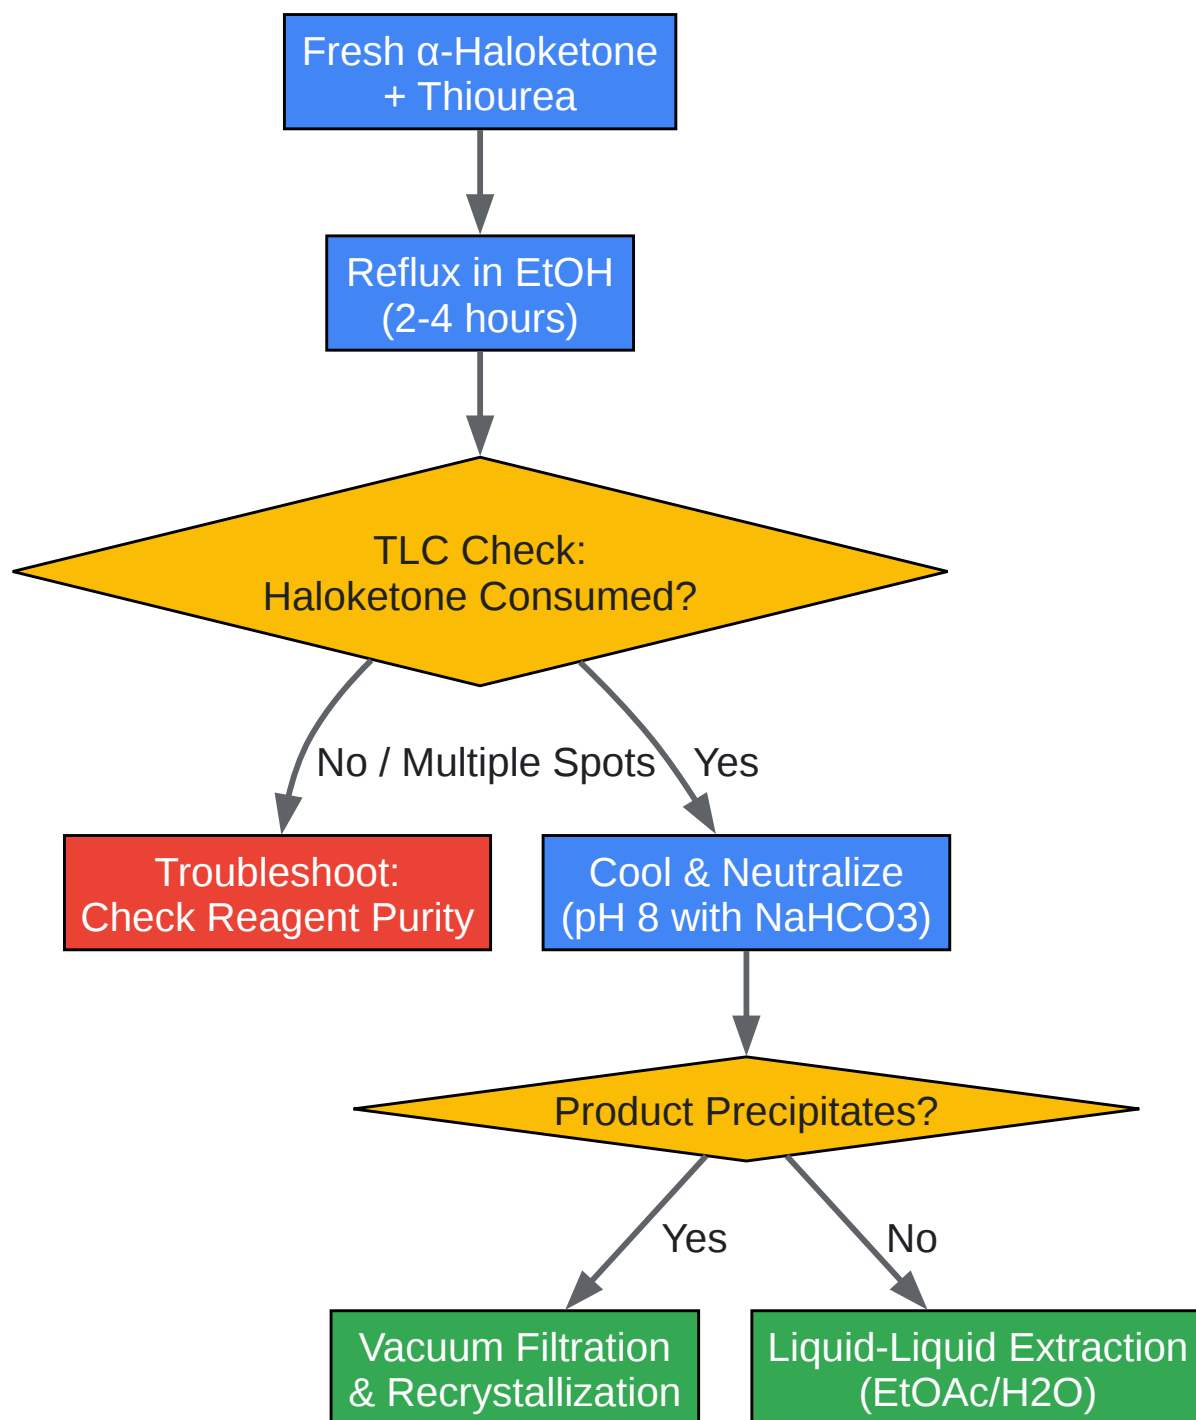 Fresh α-Haloketone
+ Thiourea
Reflux in EtOH
(2-4 hours)
TLC Check:
Haloketone Consumed?
No / Multiple Spots
Yes
Troubleshoot:
Check Reagent Purity
Cool & Neutralize
(pH 8 with NaHCO3)
Product Precipitates?
Yes
No
Vacuum Filtration
& Recrystallization
Liquid-Liquid Extraction
(EtOAc/H2O)